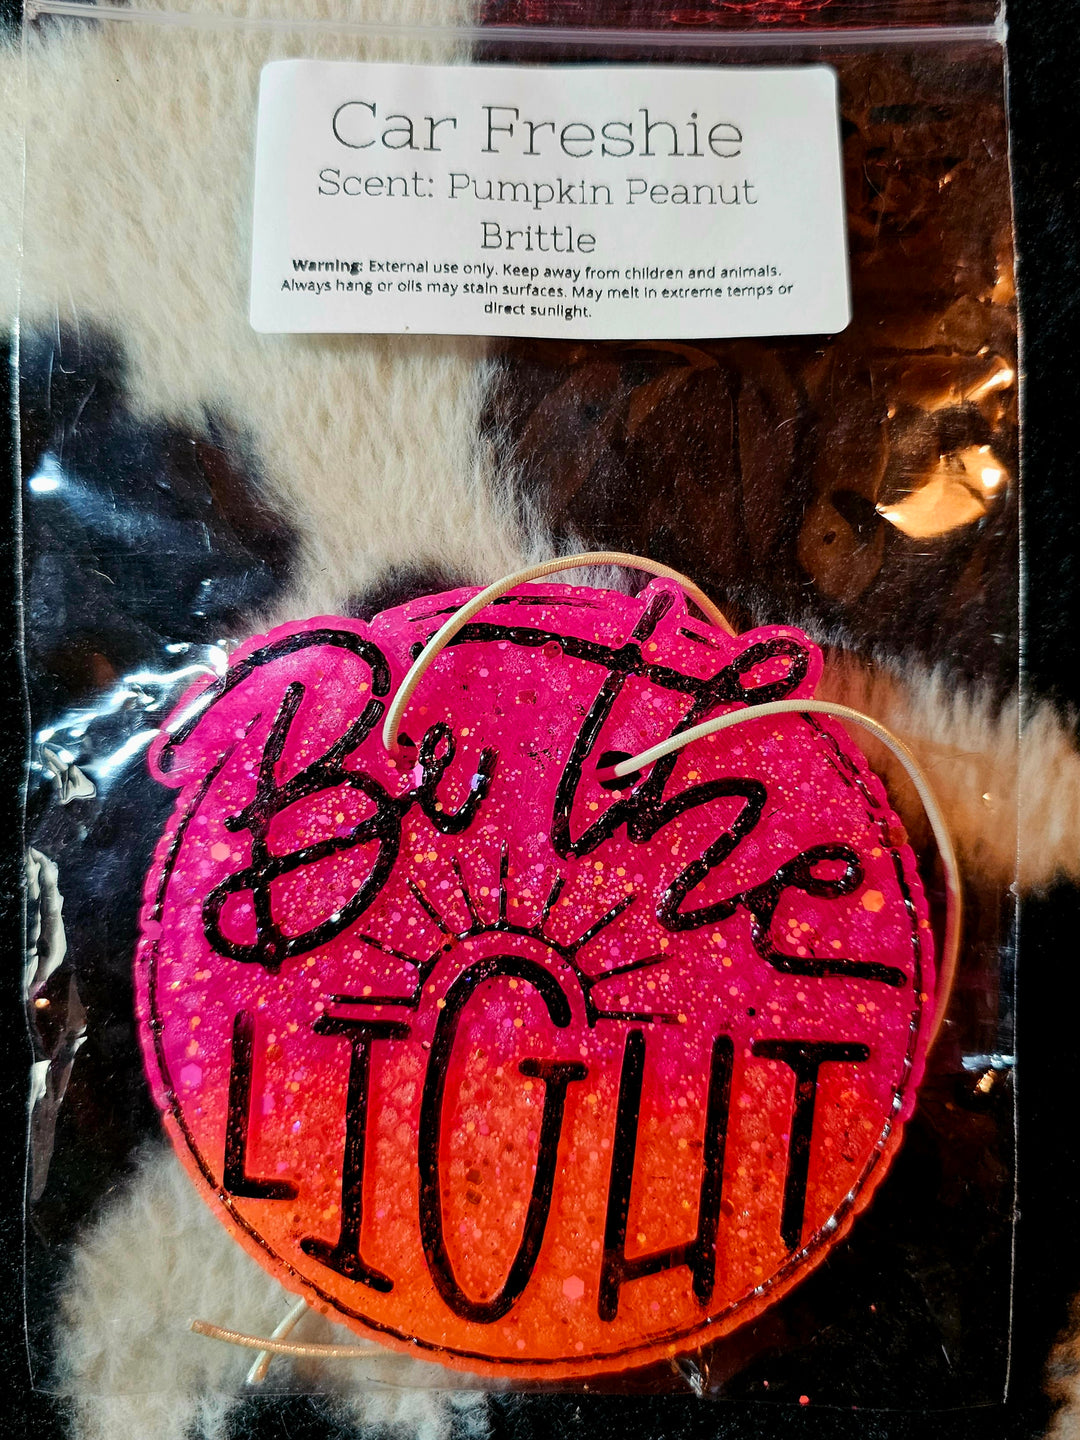 Car Freshie
Scent: Pumpkin Peanut
Brittle
Warning: External use only. Keep away from children and animals.
Always hang or oils may stain surfaces. May melt in extreme temps or
direct sunlight.
Be the
LIGHT